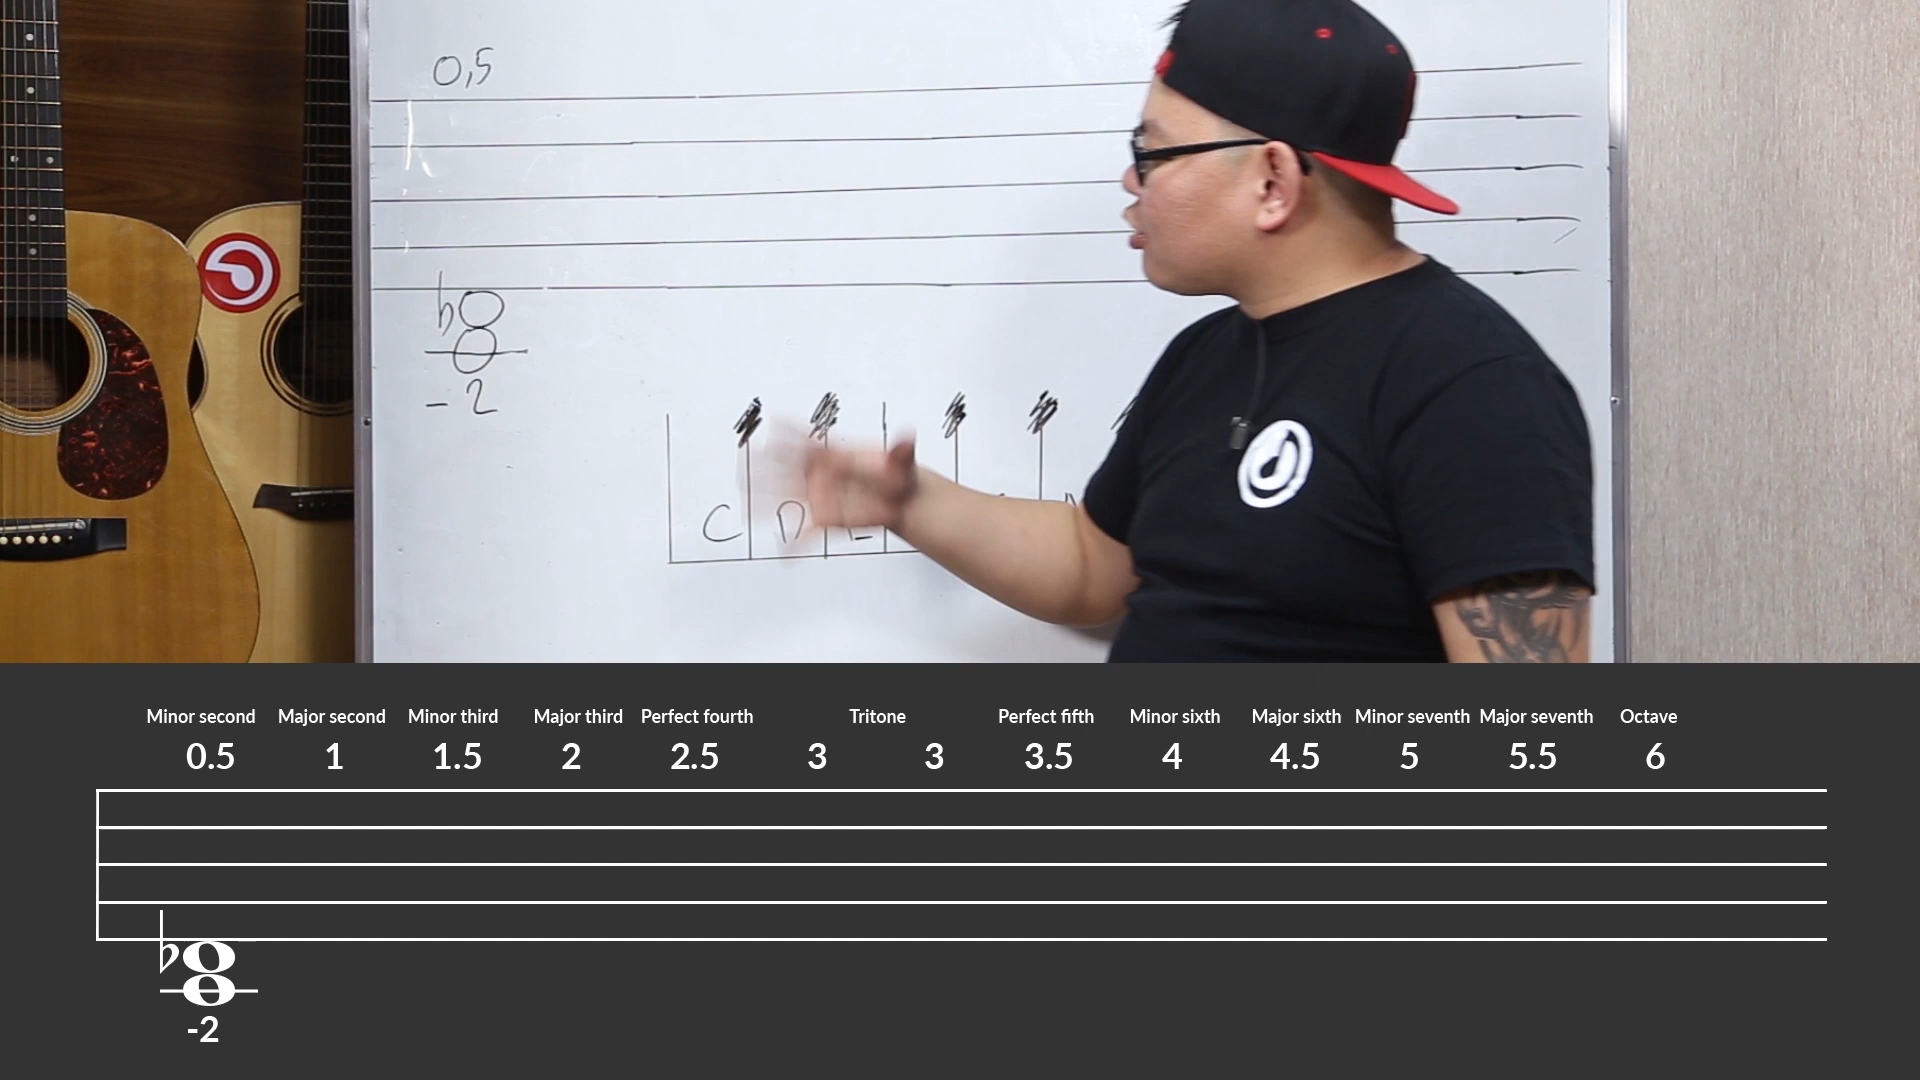 0,5
-2
C D E
Minor second Major second Minor third Major third Perfect fourth Tritone Perfect fifth Minor sixth Major sixth Minor seventh Major seventh Octave
0.5 1 1.5 2 2.5 3 3 3.5 4 4.5 5 5.5 6
-2